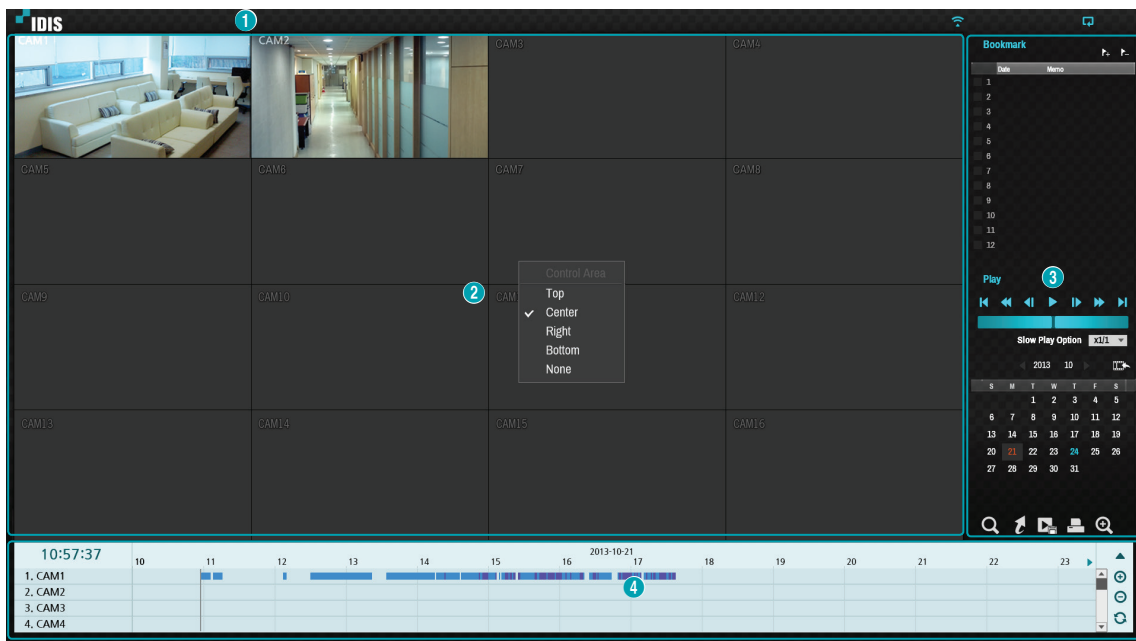 IDIS
1
CAM1
CAM2
CAM3
CAM4
CAM5
CAM6
CAM7
CAM8
CAM9
CAM10
2
CAM
CAM12
CAM13
CAM14
CAM15
CAM16
Control Area
Top
Center
Right
Bottom
None
Bookmark
Date Memo
1
2
3
4
5
6
7
8
9
10
11
12
Play
3
Slow Play Option x1/1
2013 10
S M T W T F S
1 2 3 4 5
6 7 8 9 10 11 12
13 14 15 16 17 18 19
20 21 22 23 24 25 26
27 28 29 30 31
10:57:37
2013-10-21
10 11 12 13 14 15 16 17 18 19 20 21 22 23
1, CAM1
4
2, CAM2
3, CAM3
4, CAM4